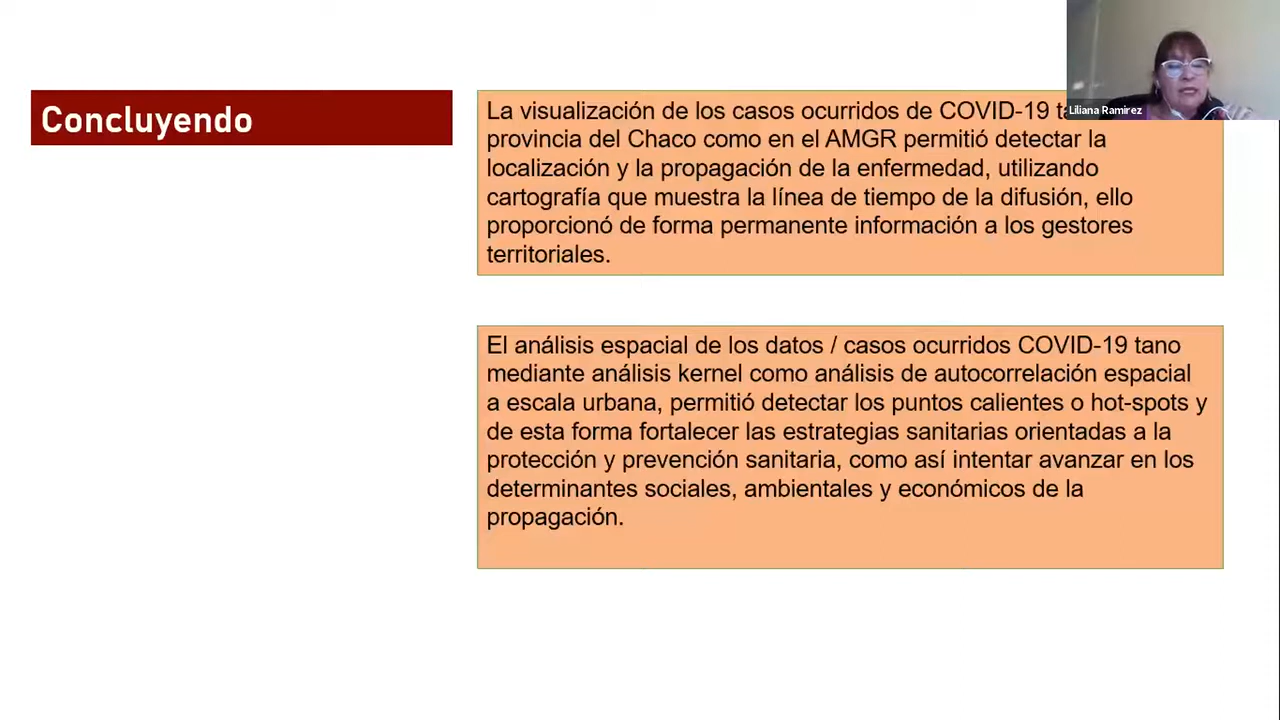 Concluyendo
La visualización de los casos ocurridos de COVID-19
provincia del Chaco como en el AMGR permitió detectar la
localización y la propagación de la enfermedad, utilizando
cartografía que muestra la línea de tiempo de la difusión, ello
proporcionó de forma permanente información a los gestores
territoriales.
El análisis espacial de los datos / casos ocurridos COVID-19 tano
mediante análisis kernel como análisis de autocorrelación espacial
a escala urbana, permitió detectar los puntos calientes o hot-spots y
de esta forma fortalecer las estrategias sanitarias orientadas a la
protección y prevención sanitaria, como así intentar avanzar en los
determinantes sociales, ambientales y económicos de la
propagación.
Liliana Ramirez